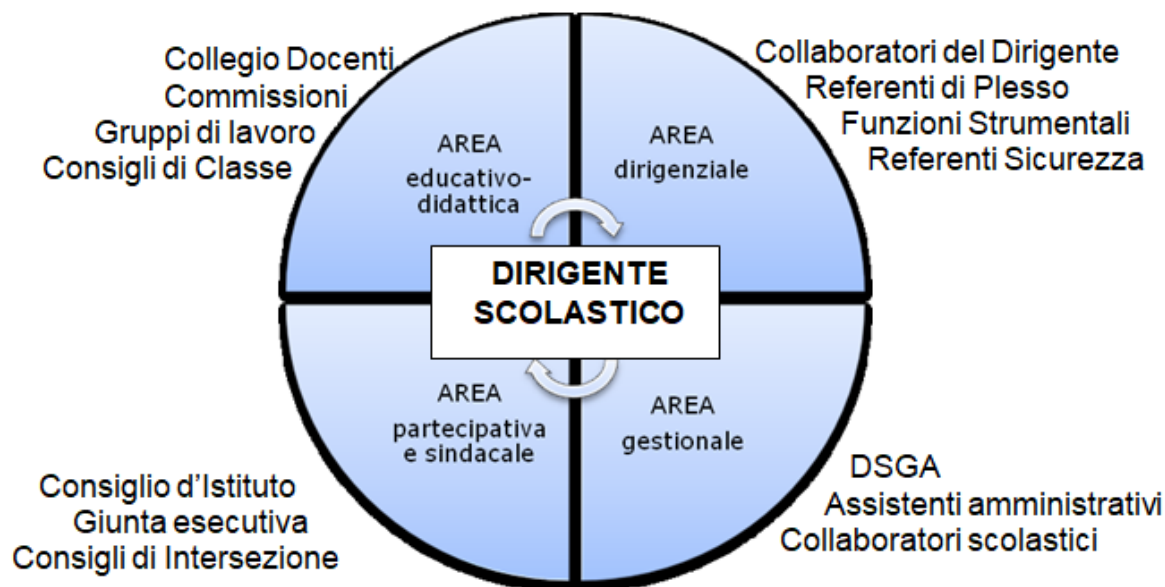 Collegio Docenti
Commissioni
Gruppi di lavoro
Consigli di Classe
AREA
educativo-
didattica
Collaboratori del Dirigente
Referenti di Plesso
Funzioni Strumentali
Referenti Sicurezza
AREA
dirigenziale
DIRIGENTE
SCOLASTICO
AREA
partecipativa
e sindacale
Consiglio d'Istituto
Giunta esecutiva
Consigli di Intersezione
AREA
gestionale
DSGA
Assistenti amministrativi
Collaboratori scolastici